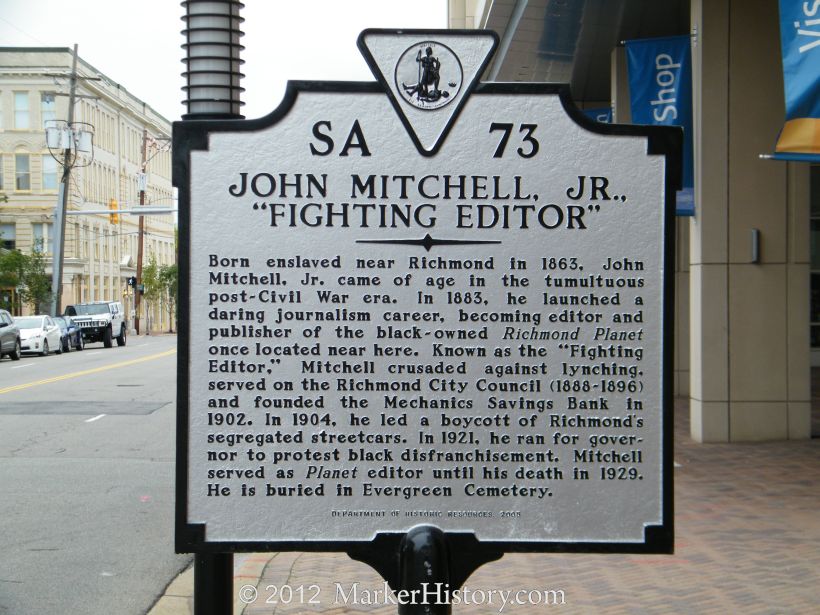 SA 73
JOHN MITCHELL, JR.,
"FIGHTING EDITOR"
Born enslaved near Richmond in 1863, John
Mitchell, Jr. came of age in the tumultuous
post-Civil War era. In 1883, he launched a
daring journalism career, becoming editor and
publisher of the black-owned Richmond Planet
once located near here. Known as the "Fighting
Editor," Mitchell crusaded against lynching,
served on the Richmond City Council (1888-1896)
and founded the Mechanics Savings Bank in
1902. In 1904, he led a boycott of Richmond's
segregated streetcars. In 1921, he ran for gover-
nor to protest black disfranchisement. Mitchell
served as Planet editor until his death in 1929.
He is buried in Evergreen Cemetery.
DEPARTMENT OF HISTORIC RESOURCES, 2005
Shop
© 2012 MarkerHistory.com